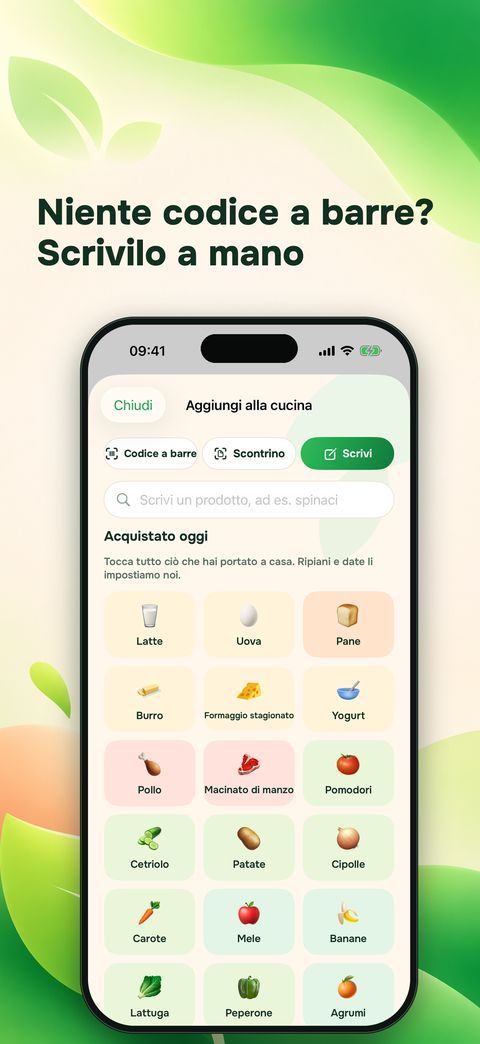 Niente codice a barre?
Scrivilo a mano
09:41
Chiudi
Aggiungi alla cucina
Codice a barre
Scontrino
Scrivi
Scrivi un prodotto, ad es. spinaci
Acquistato oggi
Tocca tutto ciò che hai portato a casa. Ripiani e date li
impostiamo noi.
Latte
Uova
Pane
Burro
Formaggio stagionato
Yogurt
Pollo
Macinato di manzo
Pomodori
Cetriolo
Patate
Cipolle
Carote
Mele
Banane
Lattuga
Peperone
Agrumi